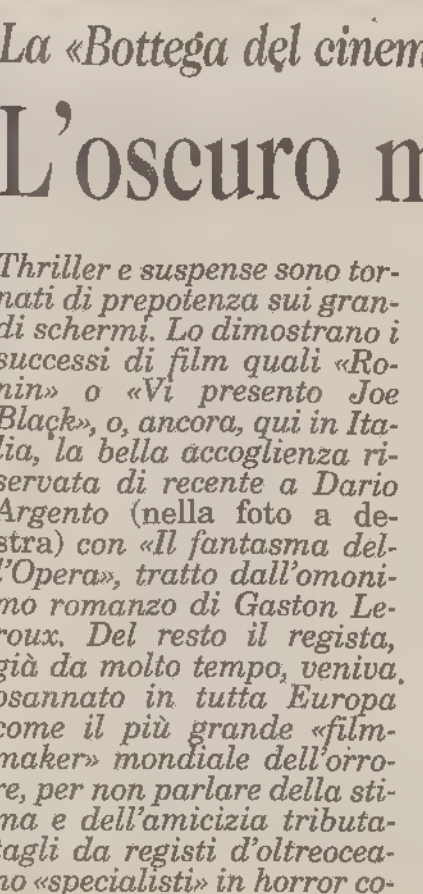 La «Bottega del cinem
L'oscuro m
Thriller e suspense sono tor-
nati di prepotenza sui gran-
di schermi. Lo dimostrano i
successi di film quali «Ro-
nin» o «Vi presento Joe
Black», o, ancora, qui in Ita-
lia, la bella accoglienza ri-
servata di recente a Dario
Argento (nella foto a de-
stra) con «Il fantasma del-
l'Opera», tratto dall'omoni-
mo romanzo di Gaston Le-
roux. Del resto il regista,
già da molto tempo, veniva
osannato in tutta Europa
come il più grande «film-
maker» mondiale dell'orro-
re, per non parlare della sti-
ma e dell'amicizia tributa-
tagli da registi d'oltreocea-
no «specialisti» in horror co-